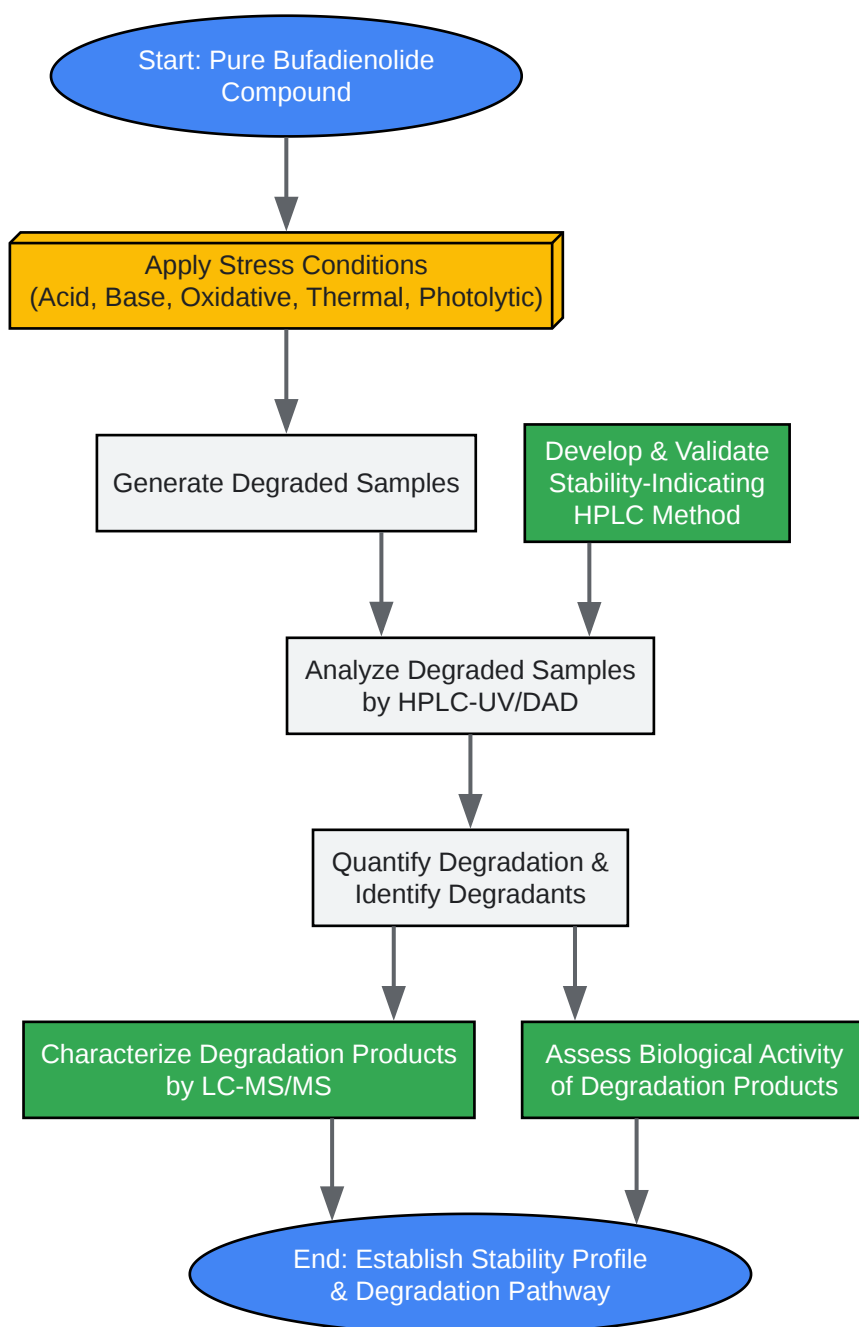 Start: Pure Bufadienolide
Compound
Apply Stress Conditions
(Acid, Base, Oxidative, Thermal, Photolytic)
Generate Degraded Samples
Develop & Validate
Stability-Indicating
HPLC Method
Analyze Degraded Samples
by HPLC-UV/DAD
Quantify Degradation &
Identify Degradants
Characterize Degradation Products
by LC-MS/MS
Assess Biological Activity
of Degradation Products
End: Establish Stability Profile
& Degradation Pathway